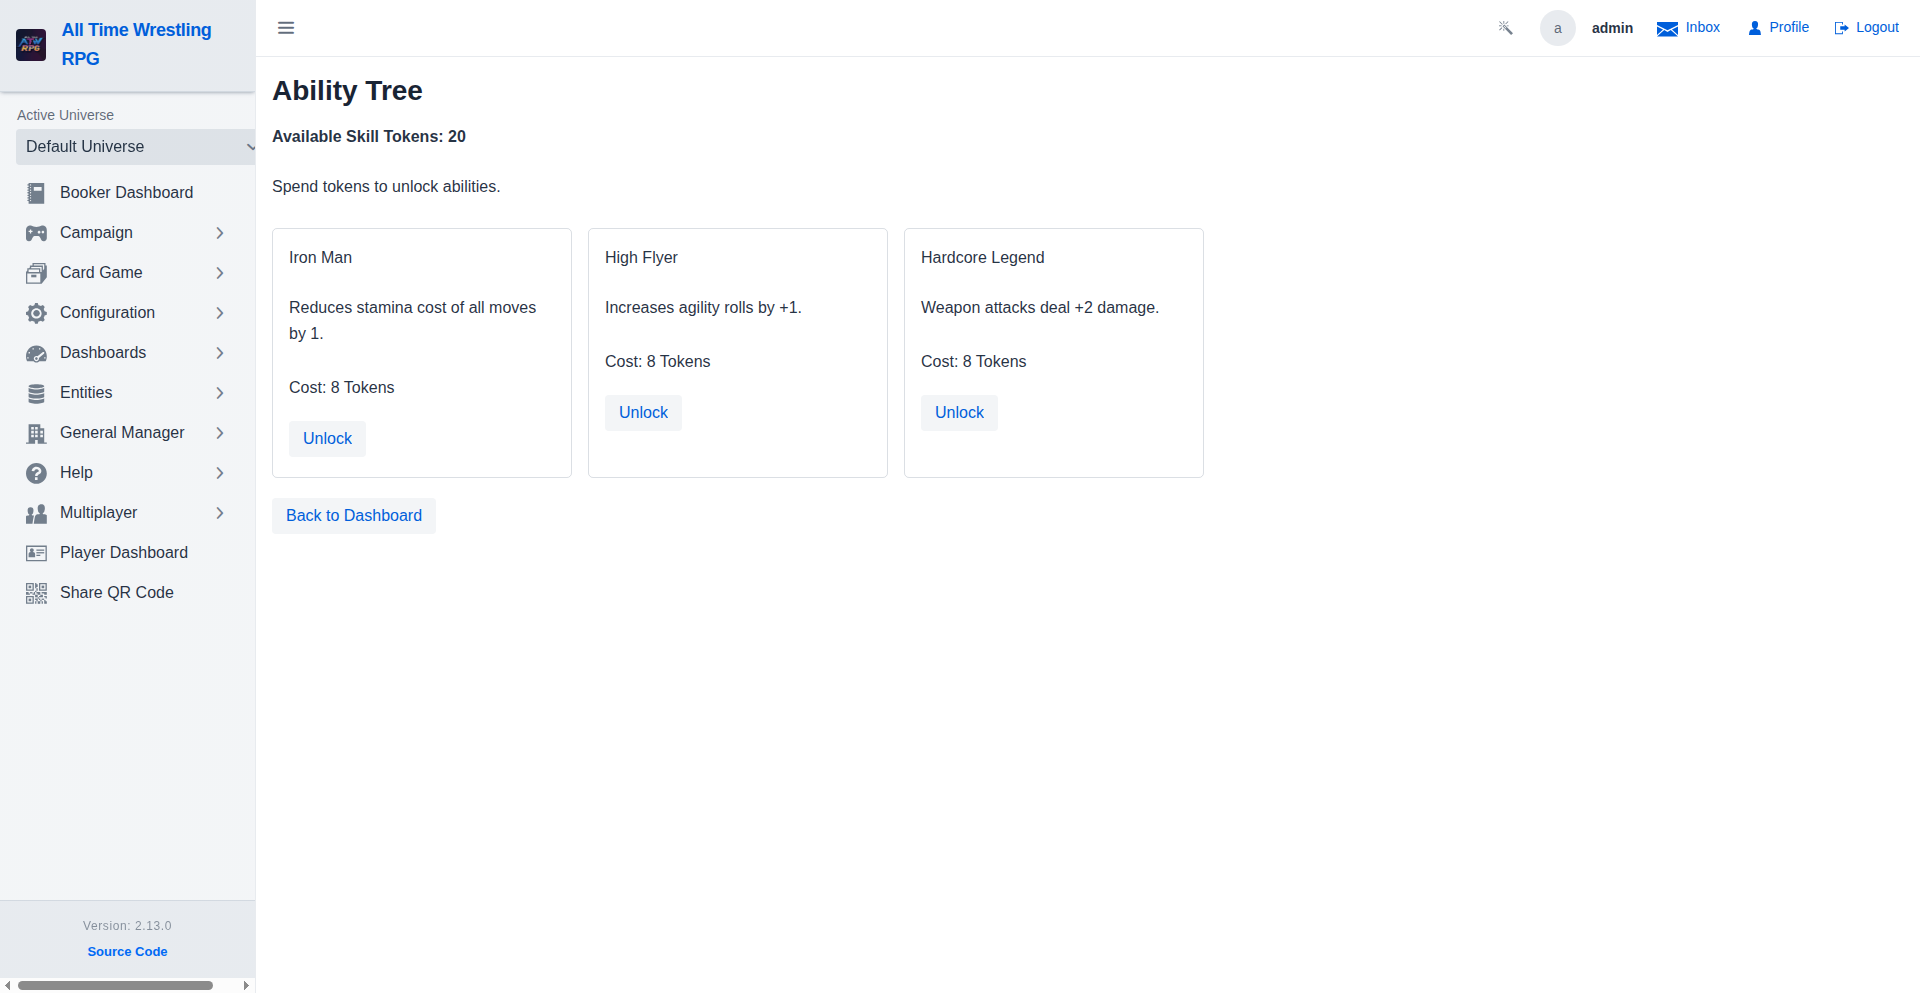 All Time Wrestling
RPG
Active Universe
Default Universe
Booker Dashboard
Campaign
Card Game
Configuration
Dashboards
Entities
General Manager
Help
Multiplayer
Player Dashboard
Share QR Code
Version: 2.13.0
Source Code
a
admin
Inbox
Profile
Logout
Ability Tree
Available Skill Tokens: 20
Spend tokens to unlock abilities.
Iron Man
Reduces stamina cost of all moves
by 1.
Cost: 8 Tokens
Unlock
High Flyer
Increases agility rolls by +1.
Cost: 8 Tokens
Unlock
Hardcore Legend
Weapon attacks deal +2 damage.
Cost: 8 Tokens
Unlock
Back to Dashboard